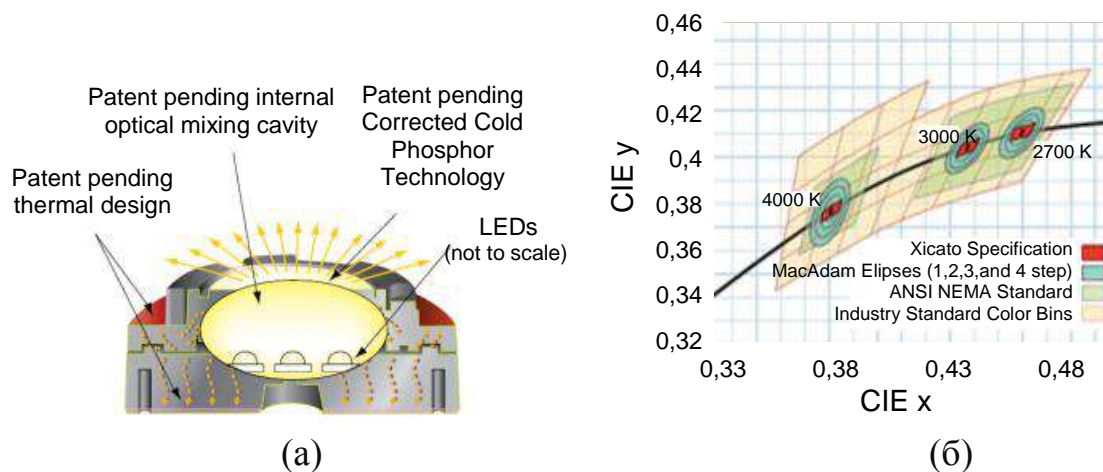 Patent pending internal
optical mixing cavity
Patent pending
Corrected Cold
Phosphor
Technology
Patent pending
thermal design
LEDs
(not to scale)
(а)
CIE y
0,46
0,44
0,42
0,4
0,38
0,36
0,34
0,32
3000 K
2700 K
4000 K
Xicato Specification
MacAdam Elipses (1,2,3,and 4 step)
ANSI NEMA Standard
Industry Standard Color Bins
0,33 0,38 0,43 0,48
CIE x
(б)